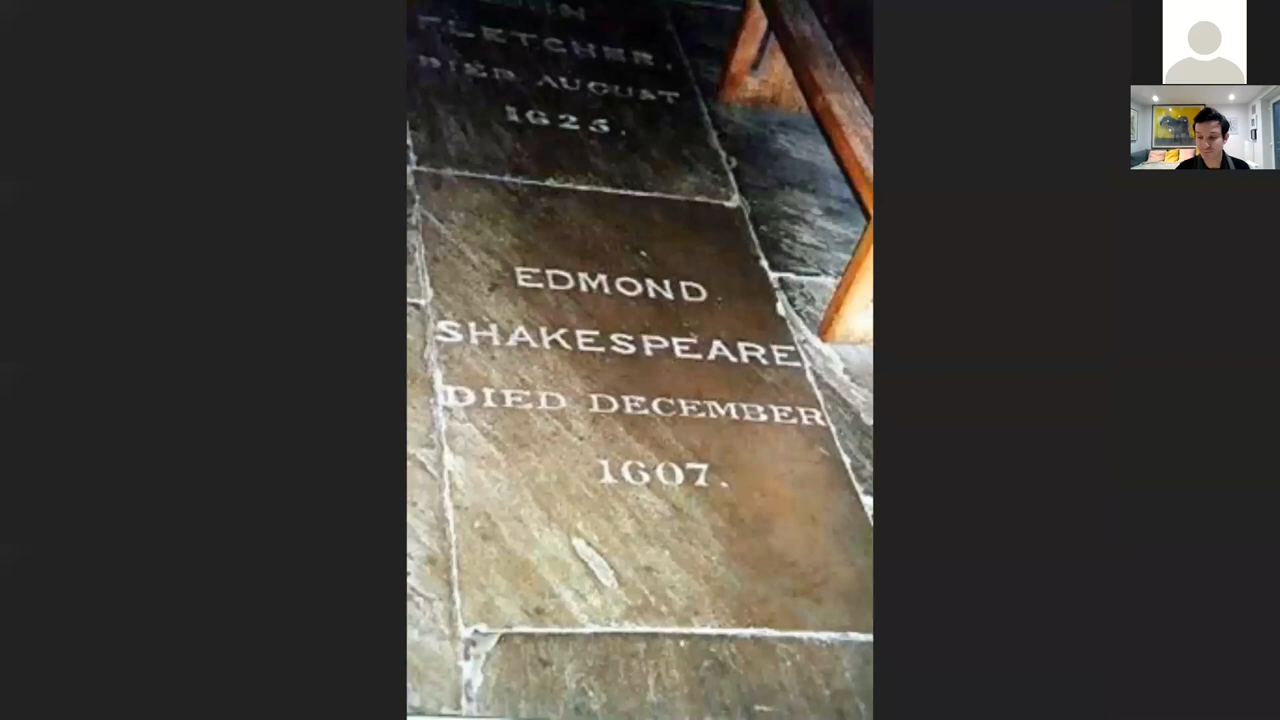 FLETCHER.
DIED AUGUST
1625.
EDMOND
SHAKESPEARE
DIED DECEMBER
1607.